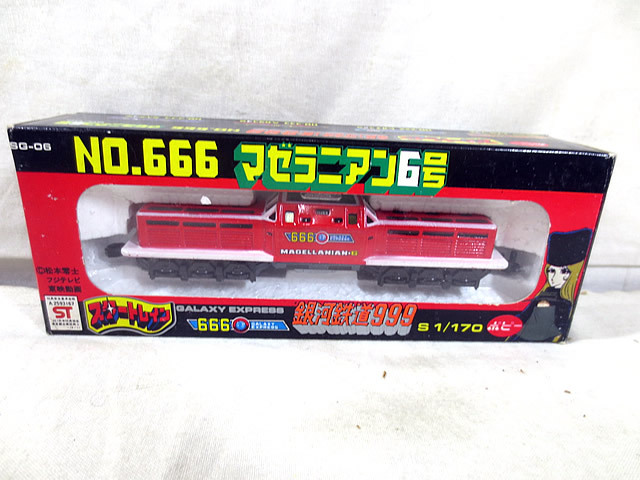 SG-06
NO.666 マゼラニアン6号
666
MAGELLANIAN-6
©松本零士
フジテレビ
東映動画
ST
スタートレイン
GALAXY EXPRESS
666
銀河鉄道999
S 1/170
ポピー